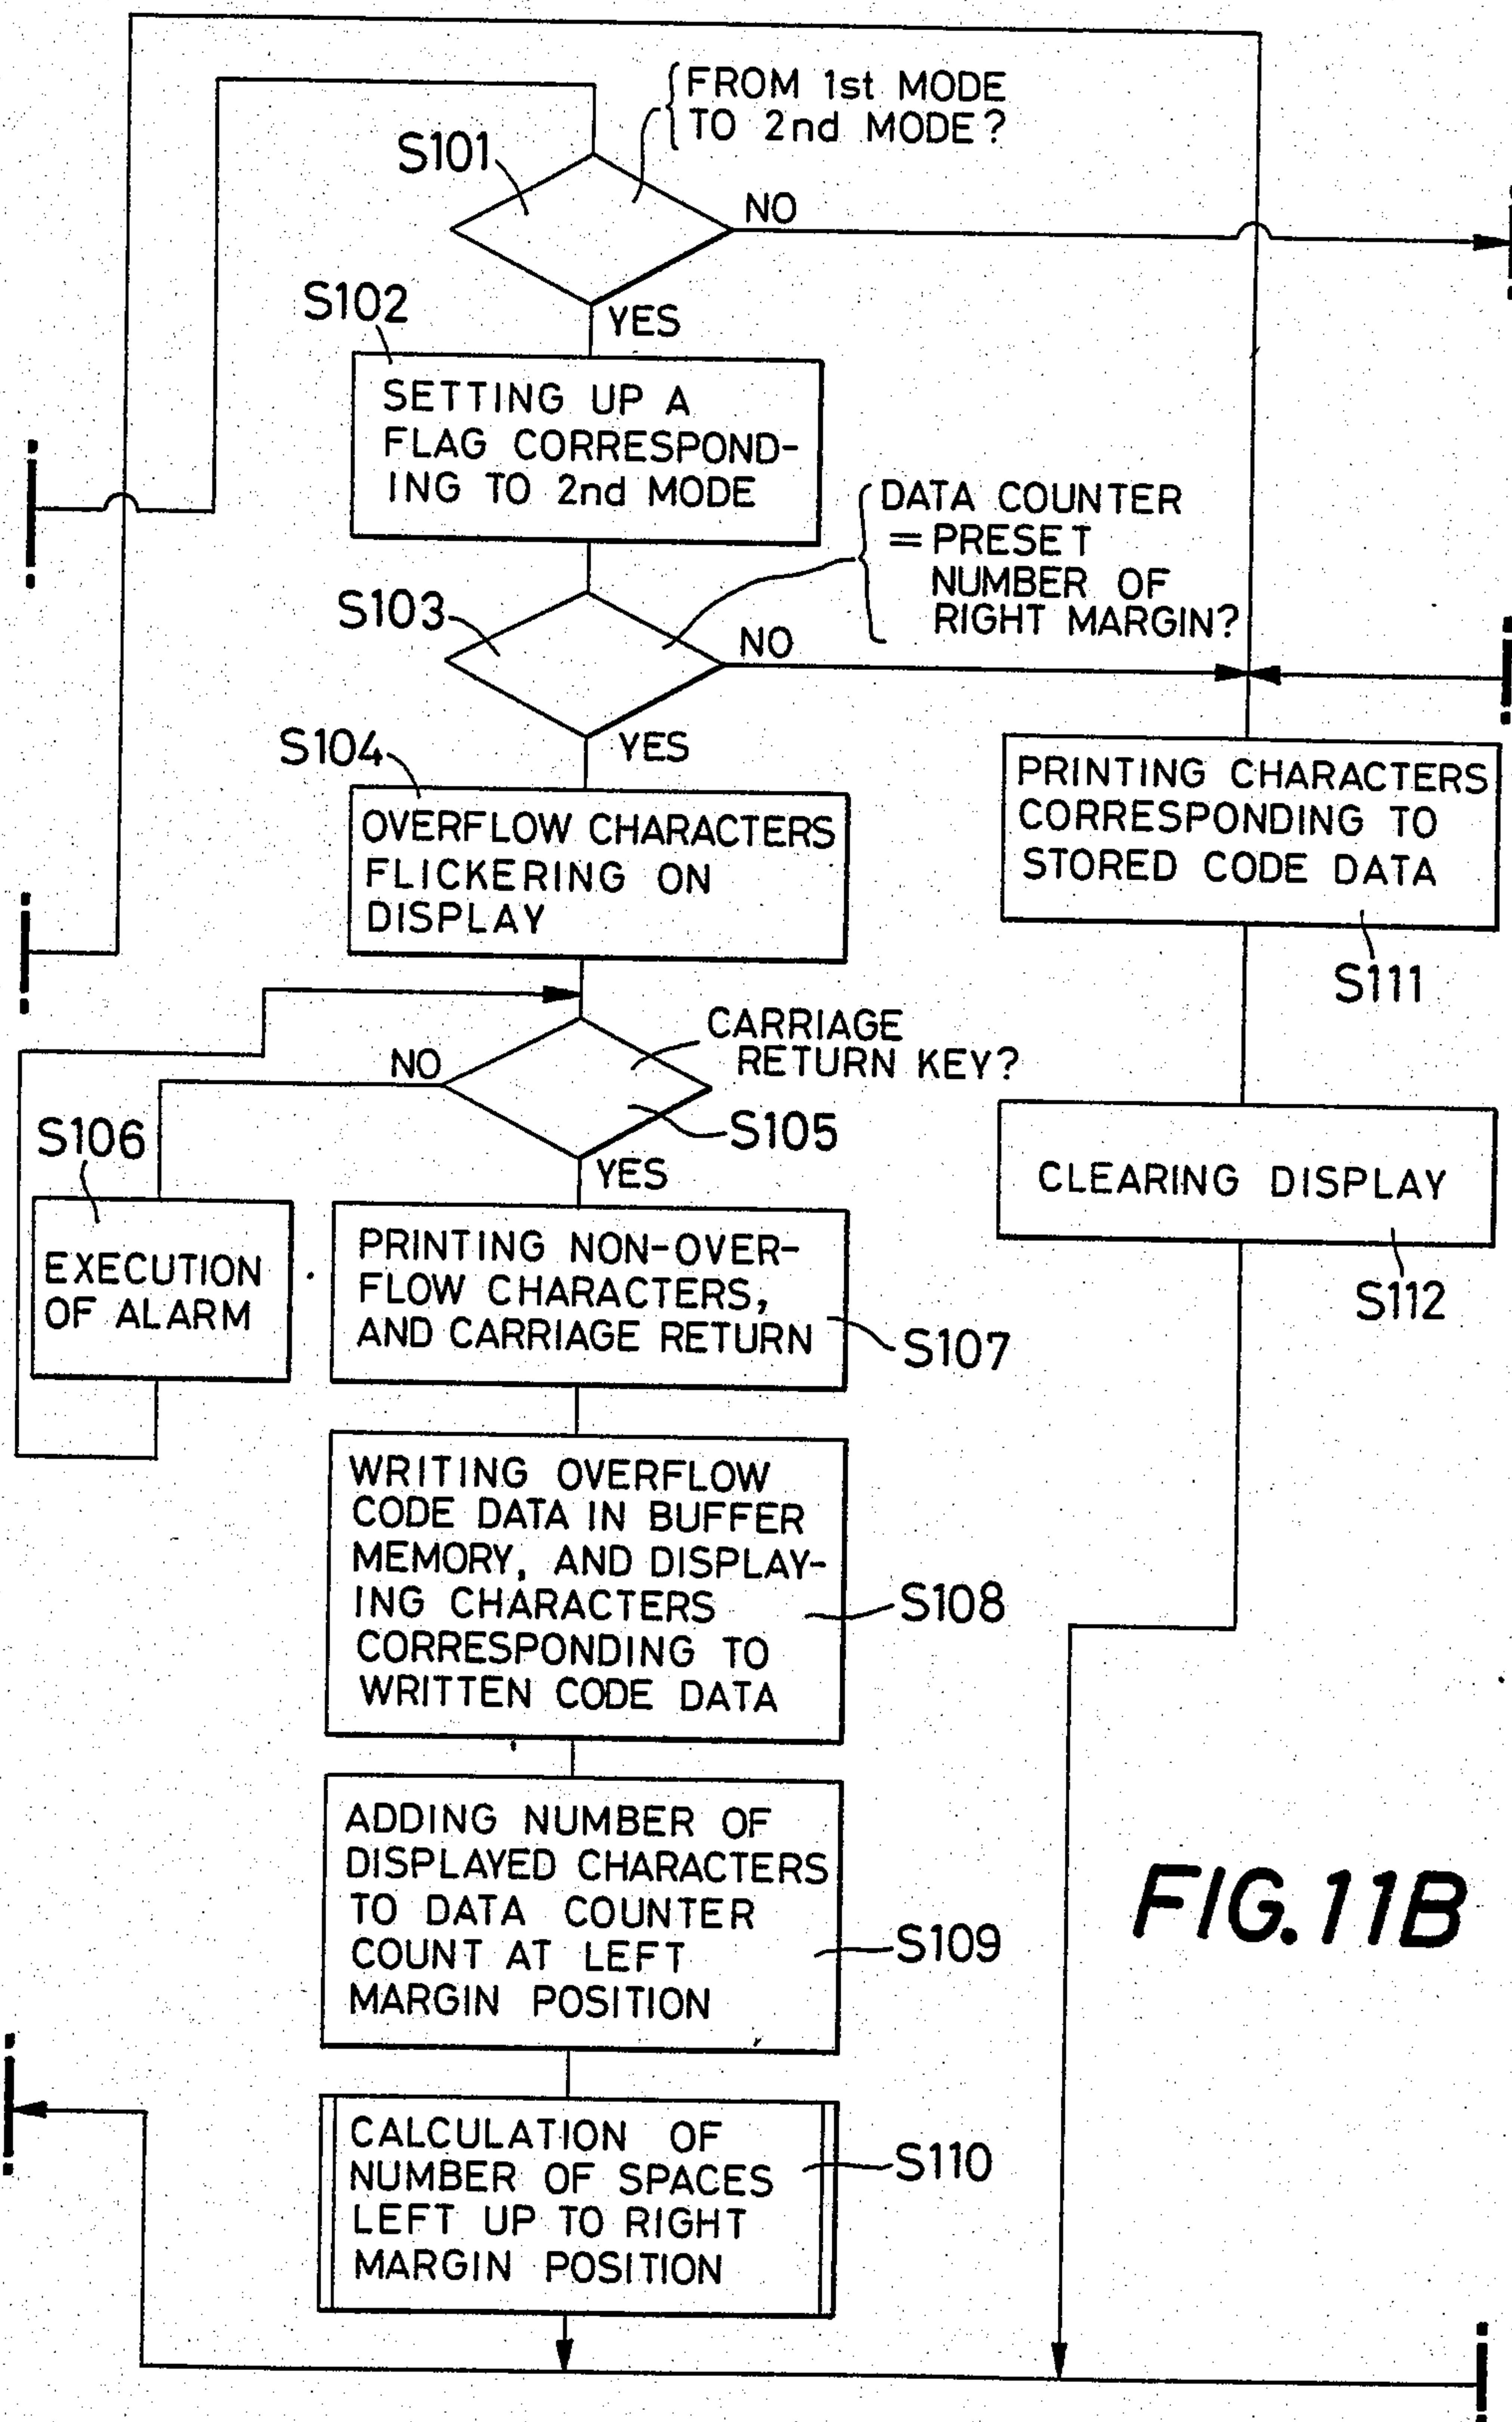 FROM 1st MODE
TO 2nd MODE?
S101
NO
YES
S102
SETTING UP A
FLAG CORRESPOND-
ING TO 2nd MODE
DATA COUNTER
= PRESET
NUMBER OF
RIGHT MARGIN?
S103
NO
YES
S104
OVERFLOW CHARACTERS
FLICKERING ON
DISPLAY
PRINTING CHARACTERS
CORRESPONDING TO
STORED CODE DATA
S111
CARRIAGE
RETURN KEY?
NO
S105
YES
S106
EXECUTION
OF ALARM
CLEARING DISPLAY
S112
PRINTING NON-OVER-
FLOW CHARACTERS,
AND CARRIAGE RETURN
S107
WRITING OVERFLOW
CODE DATA IN BUFFER
MEMORY, AND DISPLAY-
ING CHARACTERS
CORRESPONDING TO
WRITTEN CODE DATA
S108
ADDING NUMBER OF
DISPLAYED CHARACTERS
TO DATA COUNTER
COUNT AT LEFT
MARGIN POSITION
S109
FIG.11B
CALCULATION OF
NUMBER OF SPACES
LEFT UP TO RIGHT
MARGIN POSITION
S110